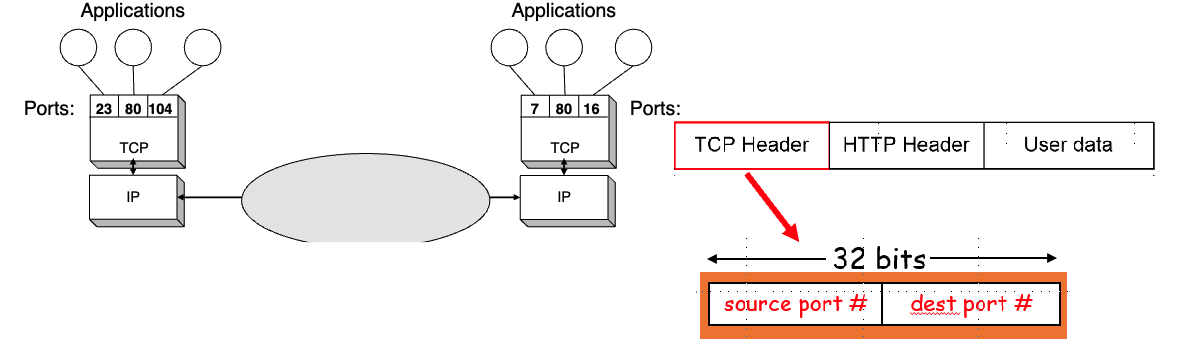 Applications
Applications
Ports: 23 80 104
7 80 16 Ports:
TCP
TCP
IP
IP
TCP Header HTTP Header User data
32 bits
source port # dest port #